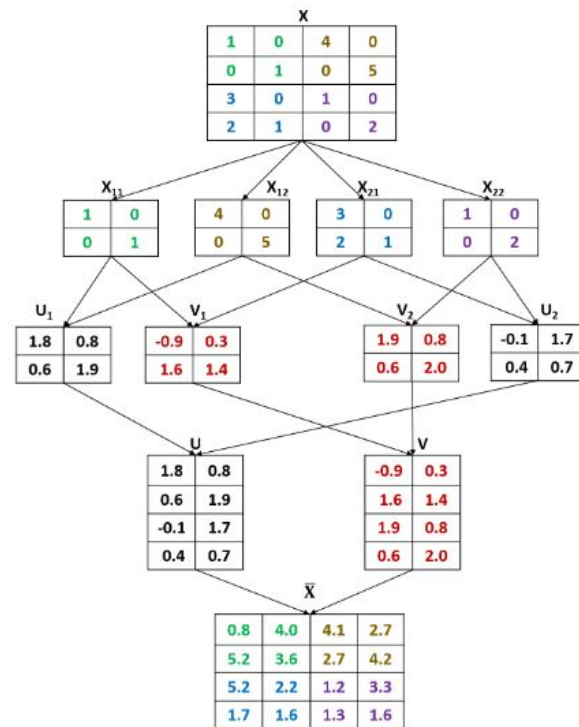 X
1 0 4 0
0 1 0 5
3 0 1 0
2 1 0 2
X₁₁ X₁₂ X₂₁ X₂₂
1 0 4 0 3 0 1 0
0 1 0 5 2 1 0 2
U₁ V₁ V₂ U₂
1.8 0.8 -0.9 0.3 1.9 0.8 -0.1 1.7
0.6 1.9 1.6 1.4 0.6 2.0 0.4 0.7
U V
1.8 0.8 -0.9 0.3
0.6 1.9 1.6 1.4
-0.1 1.7 1.9 0.8
0.4 0.7 0.6 2.0
X̅
0.8 4.0 4.1 2.7
5.2 3.6 2.7 4.2
5.2 2.2 1.2 3.3
1.7 1.6 1.3 1.6